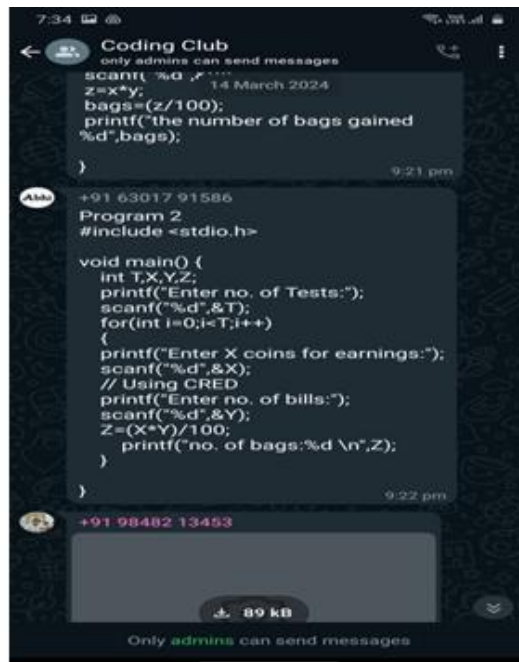 7:34
Coding Club
only admins can send messages
14 March 2024
z=x*y;
bags=(z/100);
printf("the number of bags gained
%d",bags);
}
9:21 pm
+91 63017 91586
Program 2
#include <stdio.h>
void main() {
int T,X,Y,Z;
printf("Enter no. of Tests:");
scanf("%d",&T);
for(int i=0;i<T;i++)
{
printf("Enter X coins for earnings:");
scanf("%d",&X);
// Using CRED
printf("Enter no. of bills:");
scanf("%d",&Y);
Z=(X*Y)/100;
printf("no. of bags:%d \n",Z);
}
}
9:22 pm
+91 98482 13453
89 kB
Only admins can send messages